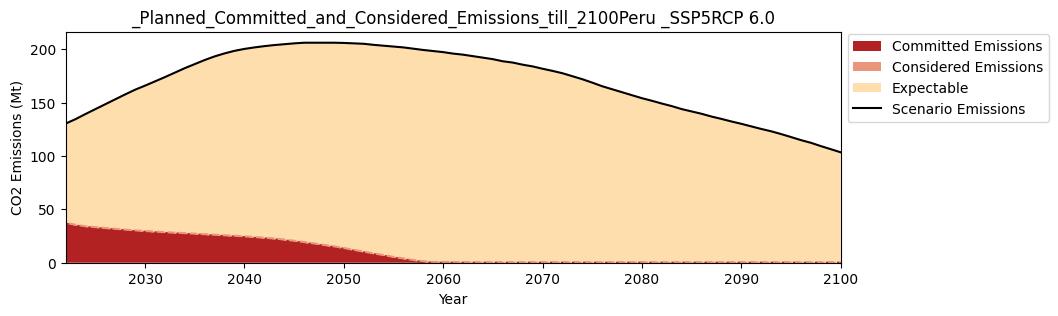 _Planned_Committed_and_Considered_Emissions_till_2100Peru _SSP5RCP 6.0
CO2 Emissions (Mt)
200
150
100
50
0
2030
2040
2050
2060
2070
2080
2090
2100
Year
Committed Emissions
Considered Emissions
Expectable
Scenario Emissions